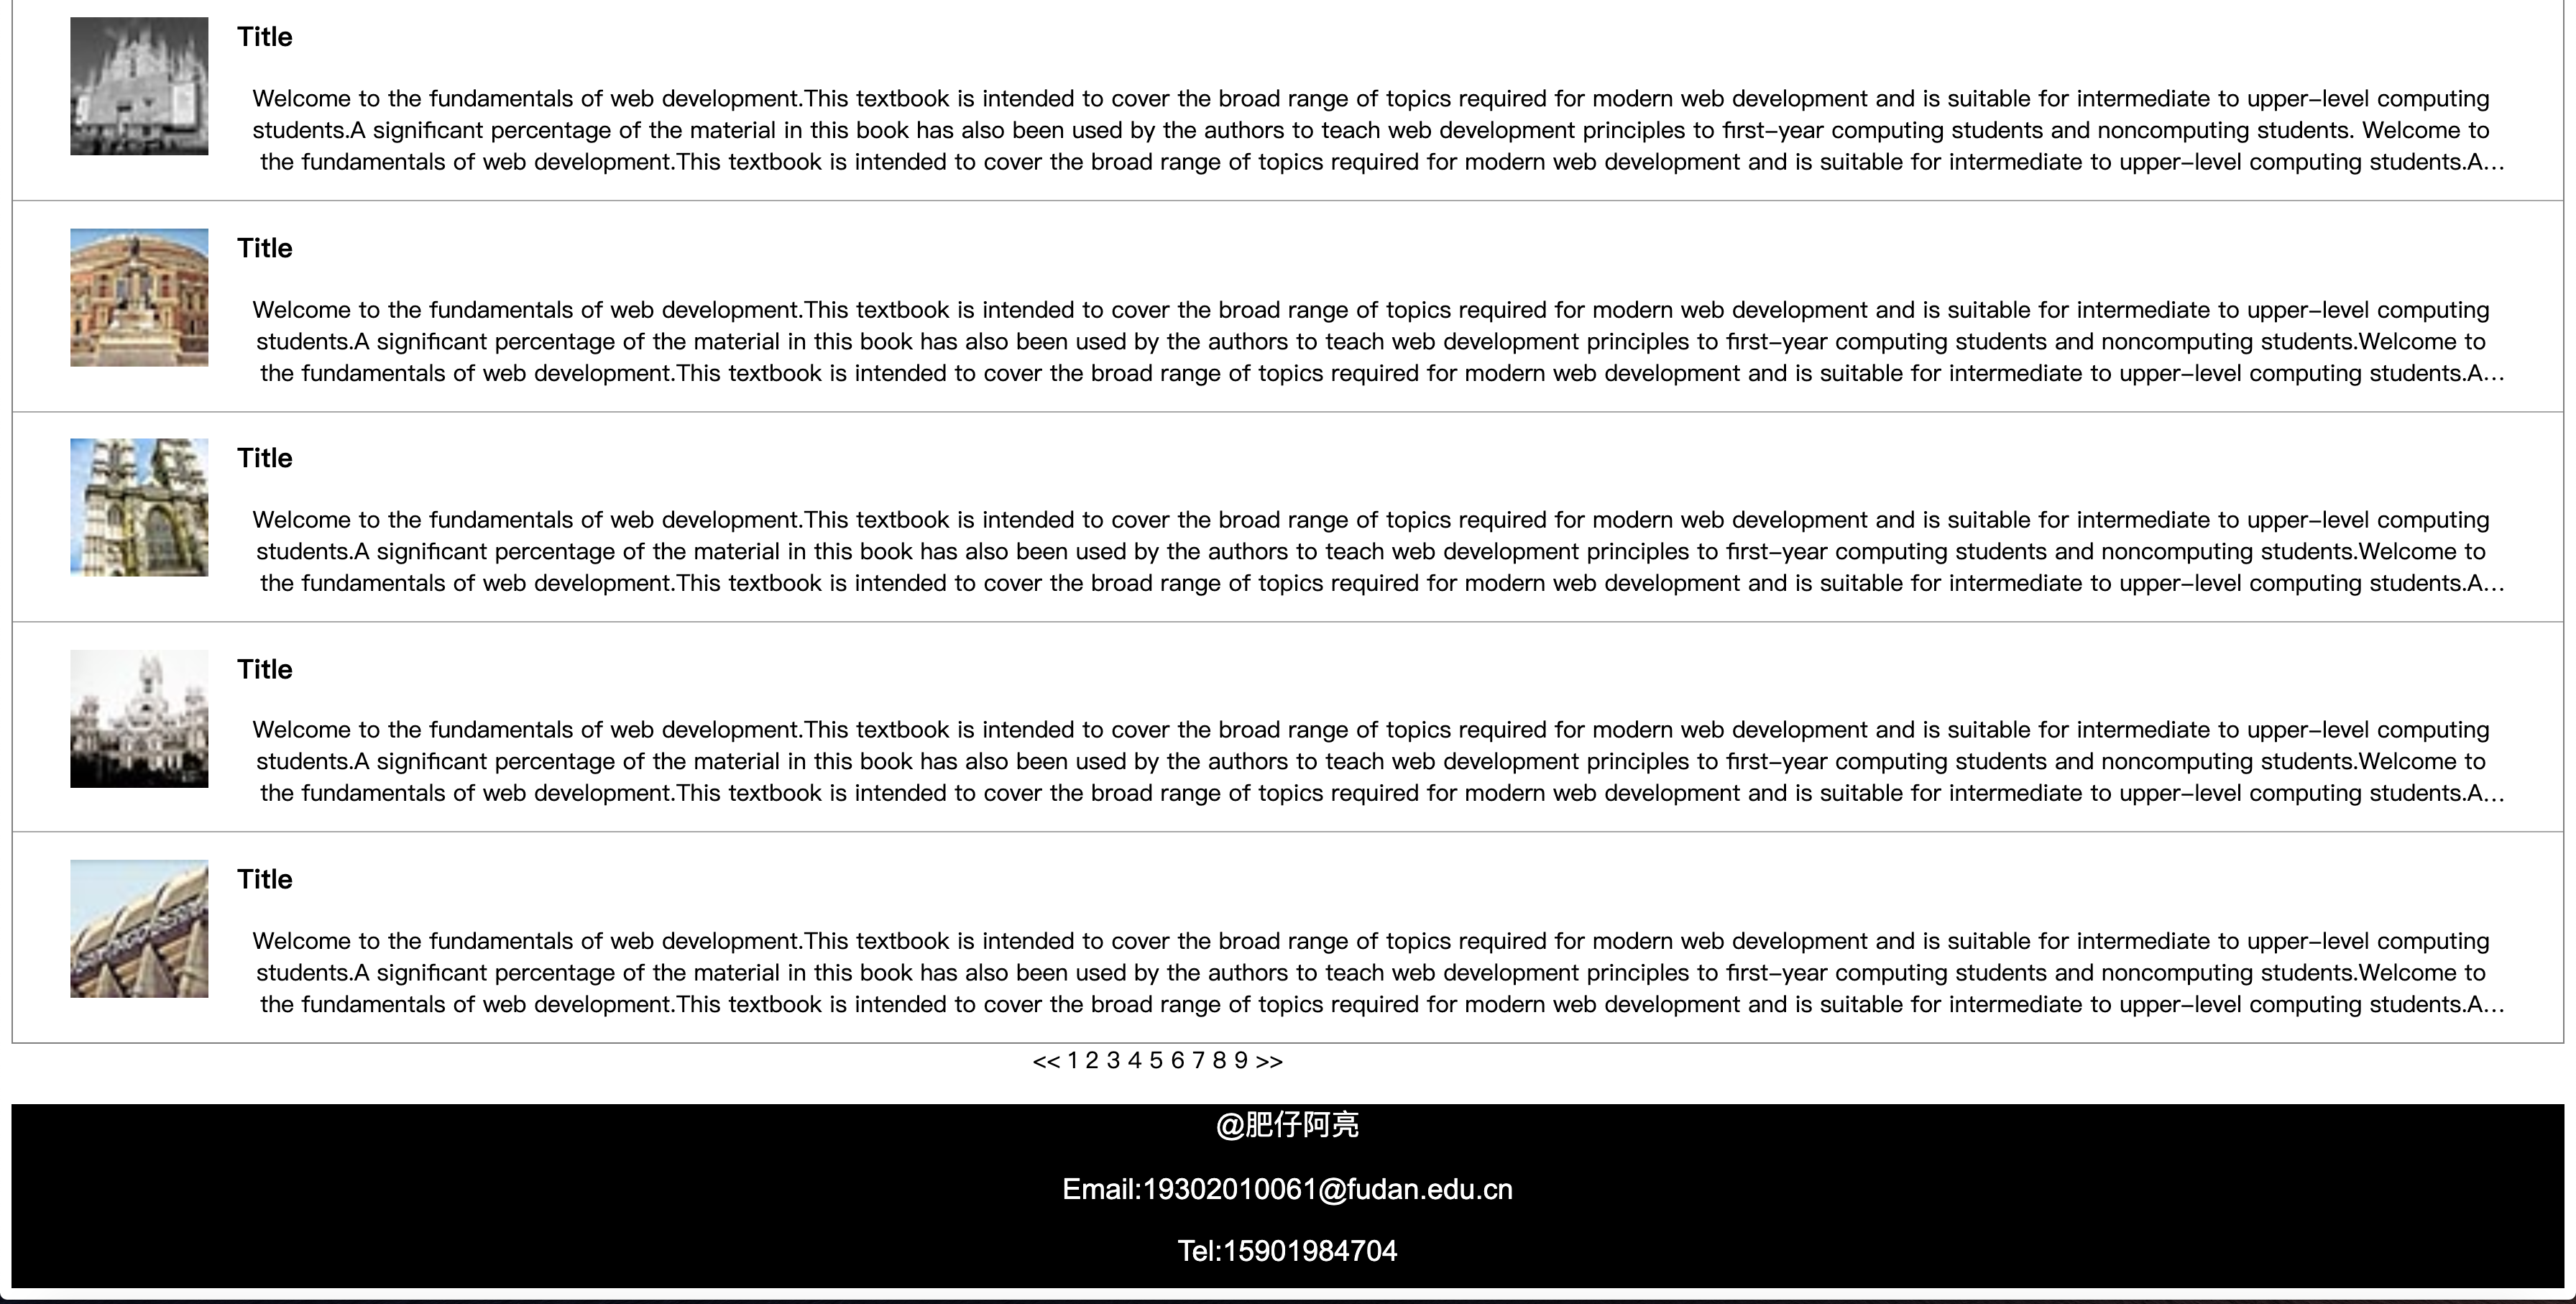 Title
Welcome to the fundamentals of web development.This textbook is intended to cover the broad range of topics required for modern web development and is suitable for intermediate to upper-level computing
students.A significant percentage of the material in this book has also been used by the authors to teach web development principles to first-year computing students and noncomputing students. Welcome to
the fundamentals of web development.This textbook is intended to cover the broad range of topics required for modern web development and is suitable for intermediate to upper-level computing students.A...
Title
Welcome to the fundamentals of web development.This textbook is intended to cover the broad range of topics required for modern web development and is suitable for intermediate to upper-level computing
students.A significant percentage of the material in this book has also been used by the authors to teach web development principles to first-year computing students and noncomputing students.Welcome to
the fundamentals of web development.This textbook is intended to cover the broad range of topics required for modern web development and is suitable for intermediate to upper-level computing students.A...
Title
Welcome to the fundamentals of web development.This textbook is intended to cover the broad range of topics required for modern web development and is suitable for intermediate to upper-level computing
students.A significant percentage of the material in this book has also been used by the authors to teach web development principles to first-year computing students and noncomputing students.Welcome to
the fundamentals of web development.This textbook is intended to cover the broad range of topics required for modern web development and is suitable for intermediate to upper-level computing students.A...
Title
Welcome to the fundamentals of web development.This textbook is intended to cover the broad range of topics required for modern web development and is suitable for intermediate to upper-level computing
students.A significant percentage of the material in this book has also been used by the authors to teach web development principles to first-year computing students and noncomputing students.Welcome to
the fundamentals of web development.This textbook is intended to cover the broad range of topics required for modern web development and is suitable for intermediate to upper-level computing students.A...
Title
Welcome to the fundamentals of web development.This textbook is intended to cover the broad range of topics required for modern web development and is suitable for intermediate to upper-level computing
students.A significant percentage of the material in this book has also been used by the authors to teach web development principles to first-year computing students and noncomputing students.Welcome to
the fundamentals of web development.This textbook is intended to cover the broad range of topics required for modern web development and is suitable for intermediate to upper-level computing students.A...
<< 1 2 3 4 5 6 7 8 9 >>
@肥仔阿亮
Email:19302010061@fudan.edu.cn
Tel:15901984704